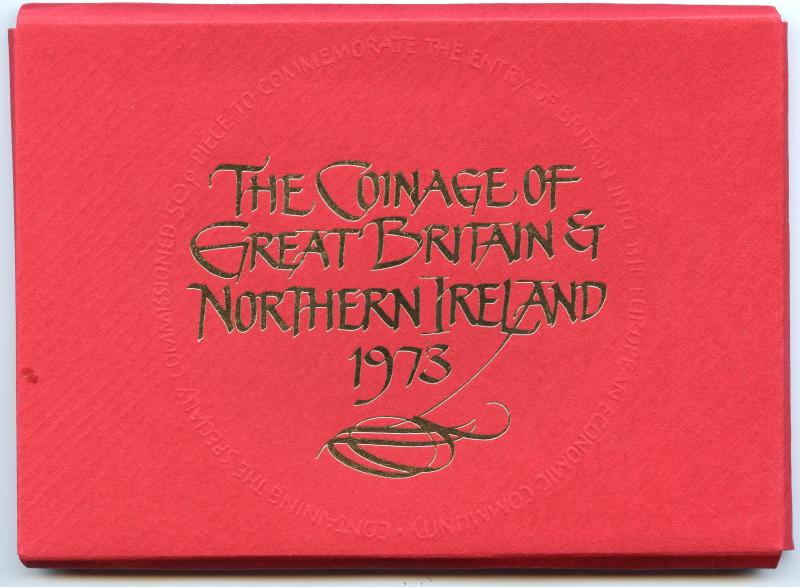 THE COINAGE OF
GREAT BRITAIN &
NORTHERN IRELAND
1973
CONTAINING THE SPECIALLY COMMISSIONED 50P PIECE TO COMMEMORATE THE ENTRY OF BRITAIN INTO THE EUROPEAN ECONOMIC COMMUNITY ·